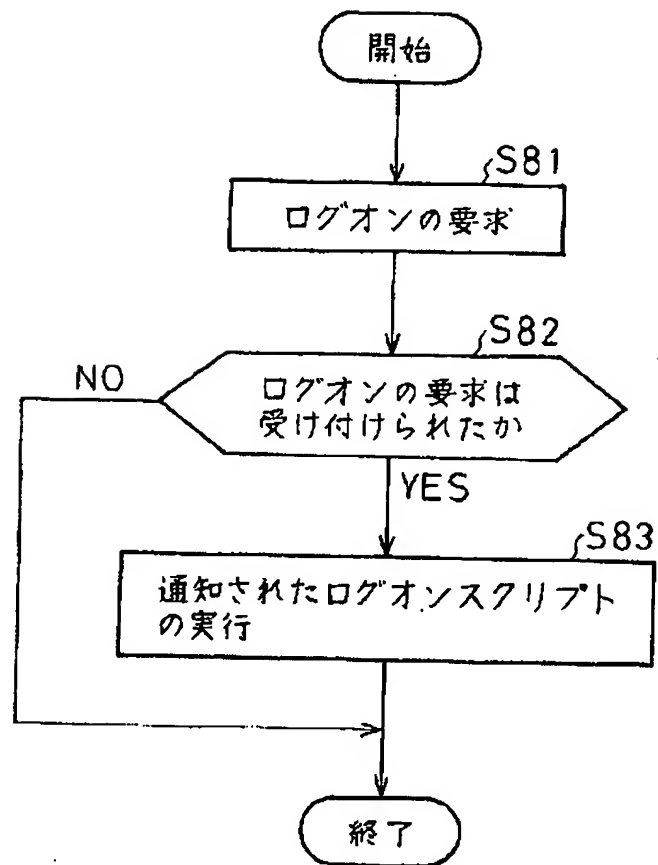 開始
S81
ログオンの要求
S82
NO
ログオンの要求は
受け付けられたか
YES
S83
通知されたログオンスクリプト
の実行
終了